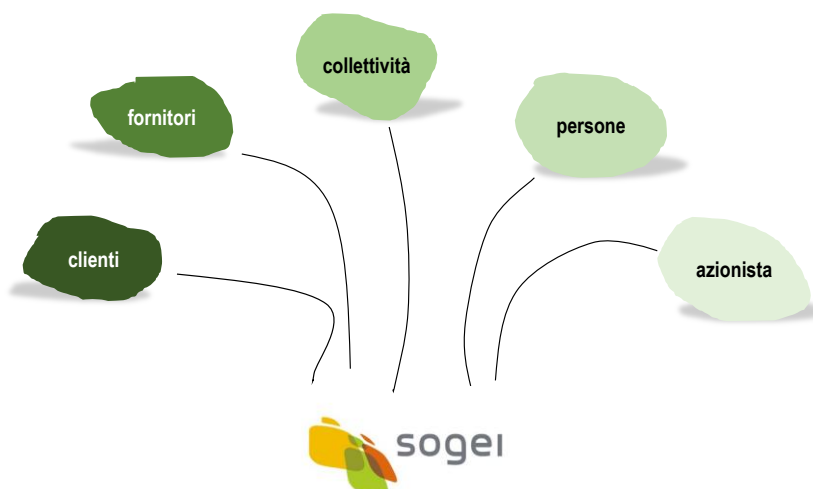 collettività
fornitori
persone
clienti
azionista
sogei